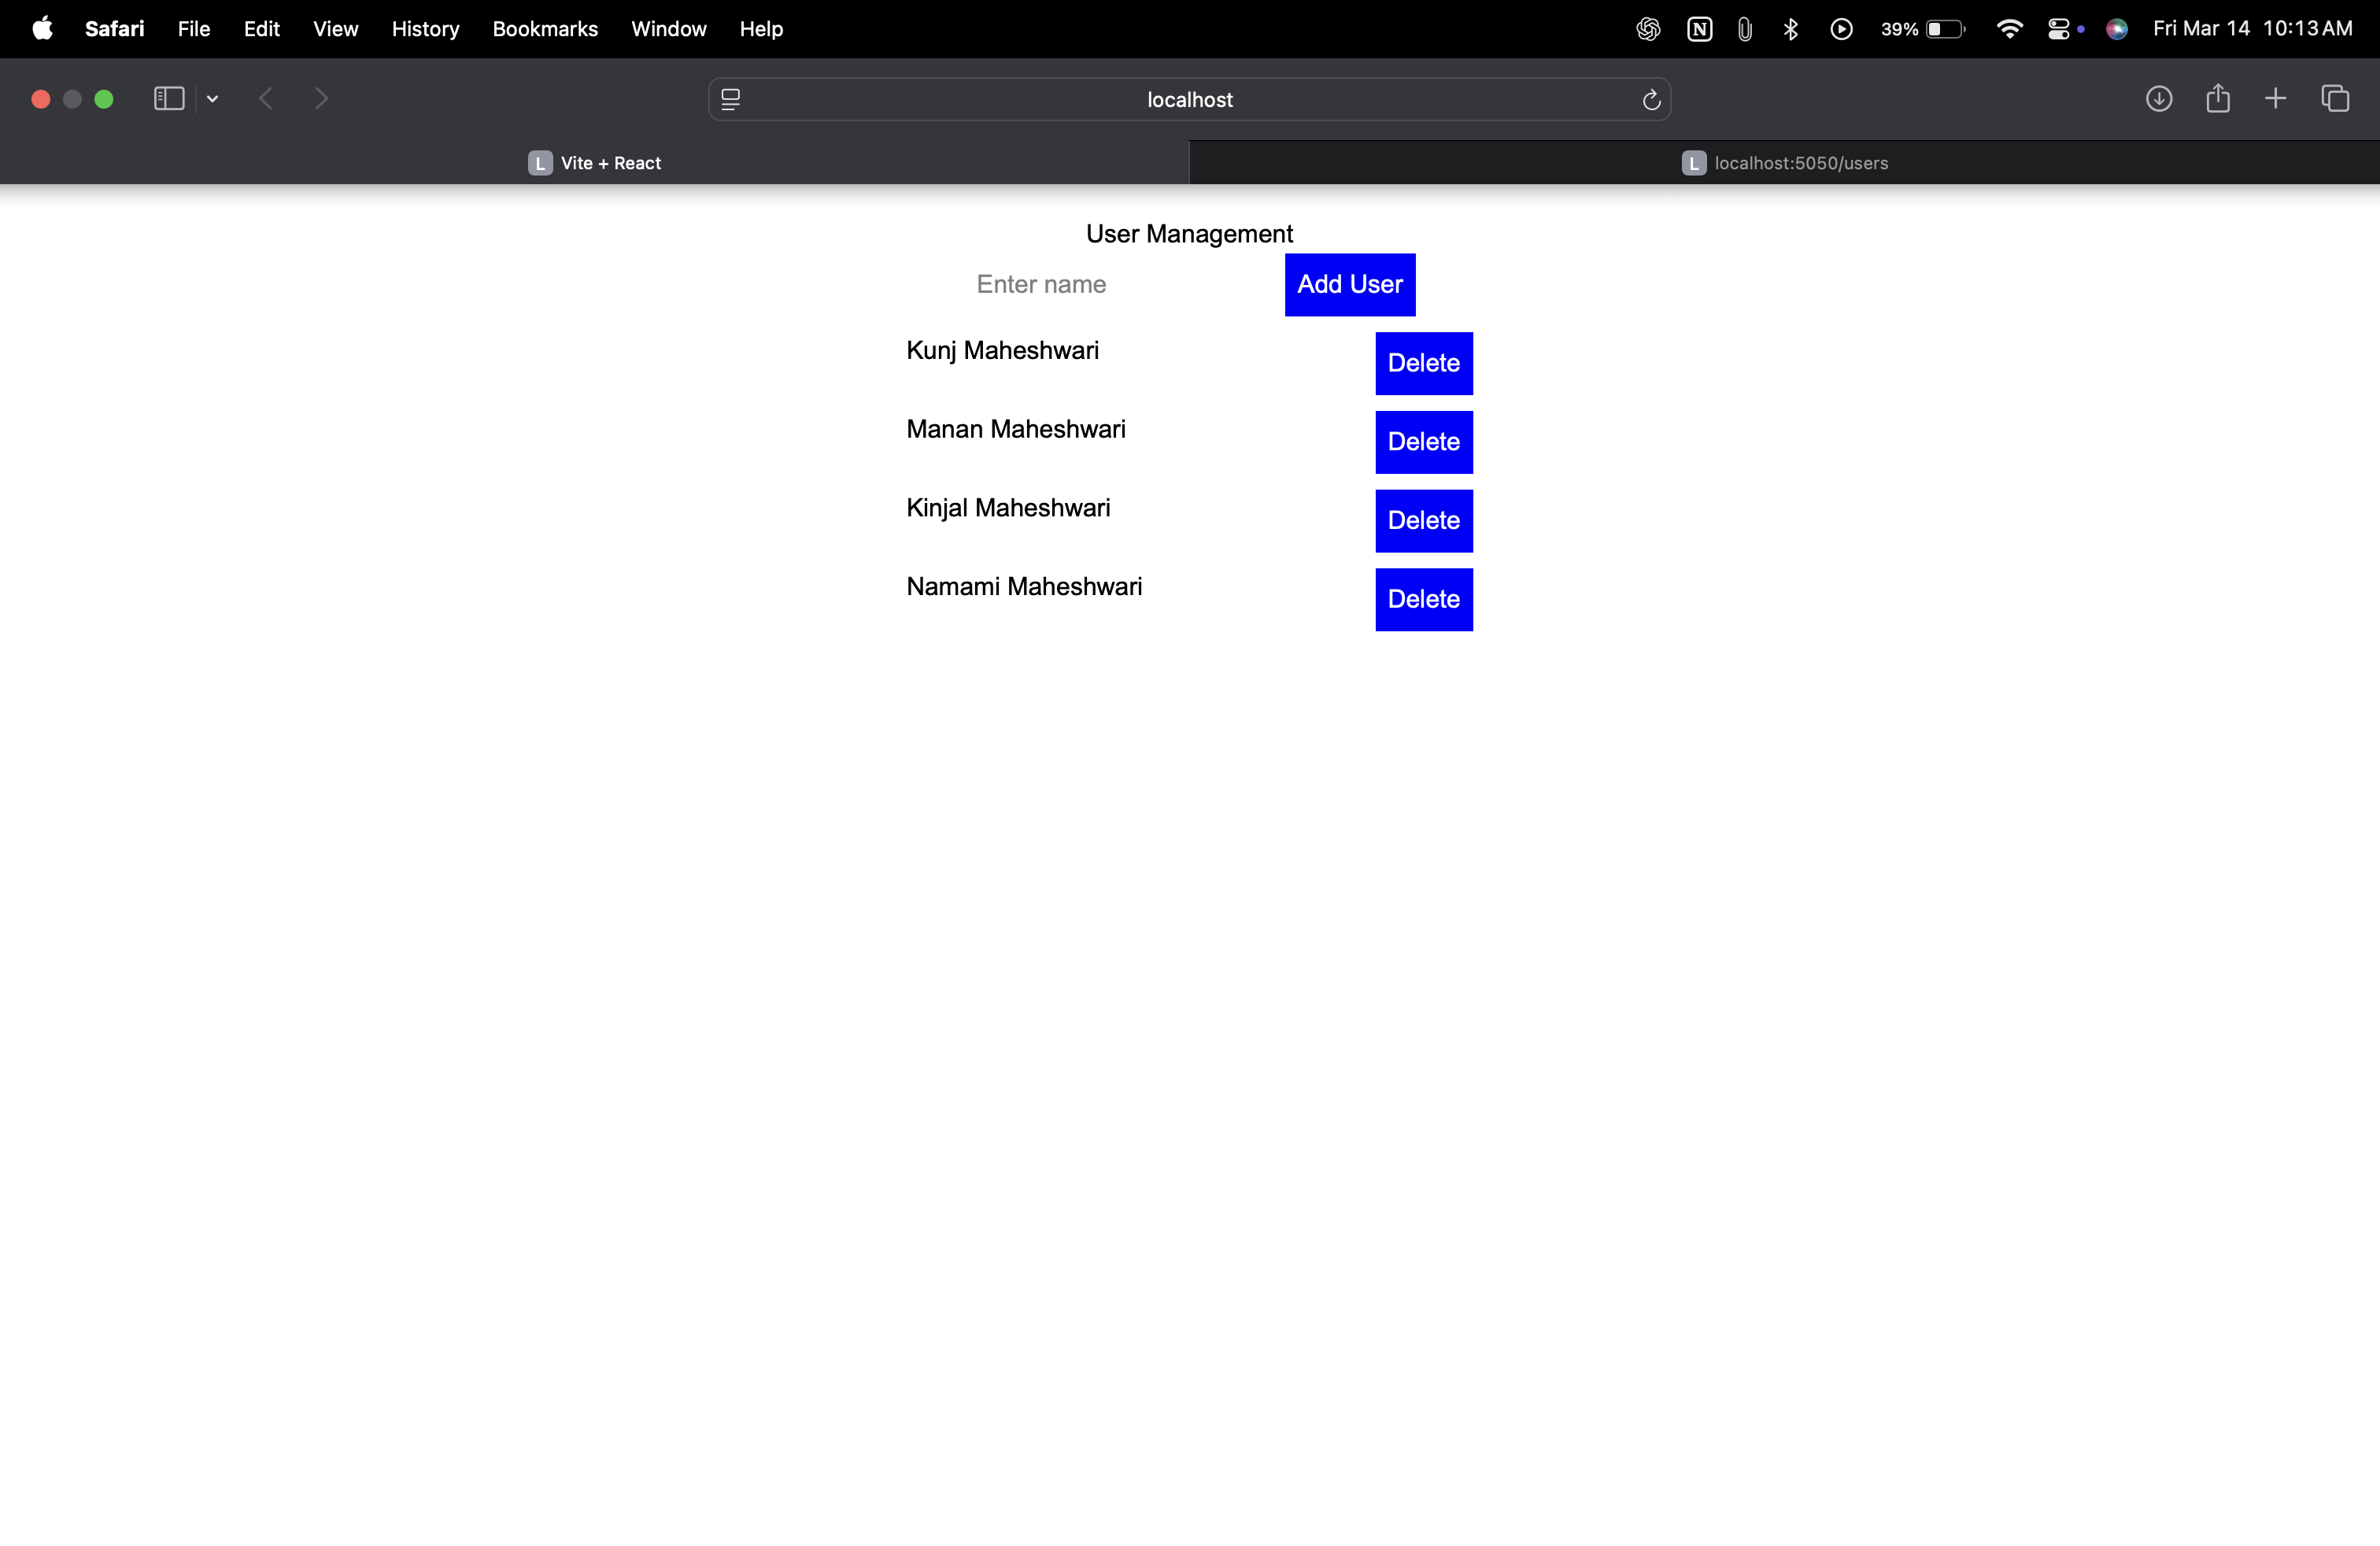 Safari File Edit View History Bookmarks Window Help 39% Fri Mar 14 10:13 AM
localhost
L Vite + React L localhost:5050/users
User Management
Enter name Add User
Kunj Maheshwari Delete
Manan Maheshwari Delete
Kinjal Maheshwari Delete
Namami Maheshwari Delete